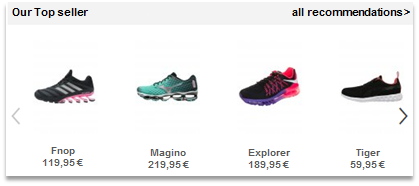 Our Top seller all recommendations>
Fnop Magino Explorer Tiger
119,95 € 219,95 € 189,95 € 59,95 €